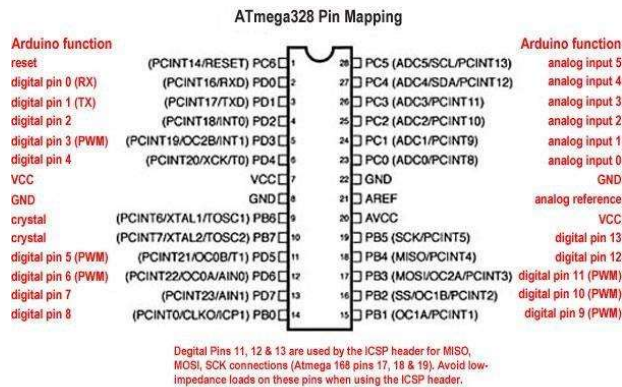 ATmega328 Pin Mapping
Arduino function
reset (PCINT14/RESET) PC6 1
digital pin 0 (RX) (PCINT16/RXD) PD0 2
digital pin 1 (TX) (PCINT17/TXD) PD1 3
digital pin 2 (PCINT18/INT0) PD2 4
digital pin 3 (PWM) (PCINT19/OC2B/INT1) PD3 5
digital pin 4 (PCINT20/XCK/T0) PD4 6
VCC VCC 7
GND GND 8
crystal (PCINT6/XTAL1/TOSC1) PB6 9
crystal (PCINT7/XTAL2/TOSC2) PB7 10
digital pin 5 (PWM) (PCINT21/OC0B/T1) PD5 11
digital pin 6 (PWM) (PCINT22/OC0A/AIN0) PD6 12
digital pin 7 (PCINT23/AIN1) PD7 13
digital pin 8 (PCINT0/CLKO/ICP1) PB0 14
Arduino function
28 PC5 (ADC5/SCL/PCINT13) analog input 5
27 PC4 (ADC4/SDA/PCINT12) analog input 4
26 PC3 (ADC3/PCINT11) analog input 3
25 PC2 (ADC2/PCINT10) analog input 2
24 PC1 (ADC1/PCINT9) analog input 1
23 PC0 (ADC0/PCINT8) analog input 0
22 GND GND
21 AREF analog reference
20 AVCC VCC
19 PB5 (SCK/PCINT5) digital pin 13
18 PB4 (MISO/PCINT4) digital pin 12
17 PB3 (MOSI/OC2A/PCINT3) digital pin 11 (PWM)
16 PB2 (SS/OC1B/PCINT2) digital pin 10 (PWM)
15 PB1 (OC1A/PCINT1) digital pin 9 (PWM)
Degital Pins 11, 12 & 13 are used by the ICSP header for MISO,
MOSI, SCK connections (Atmega 168 pins 17, 18 & 19). Avoid low-
impedance loads on these pins when using the ICSP header.